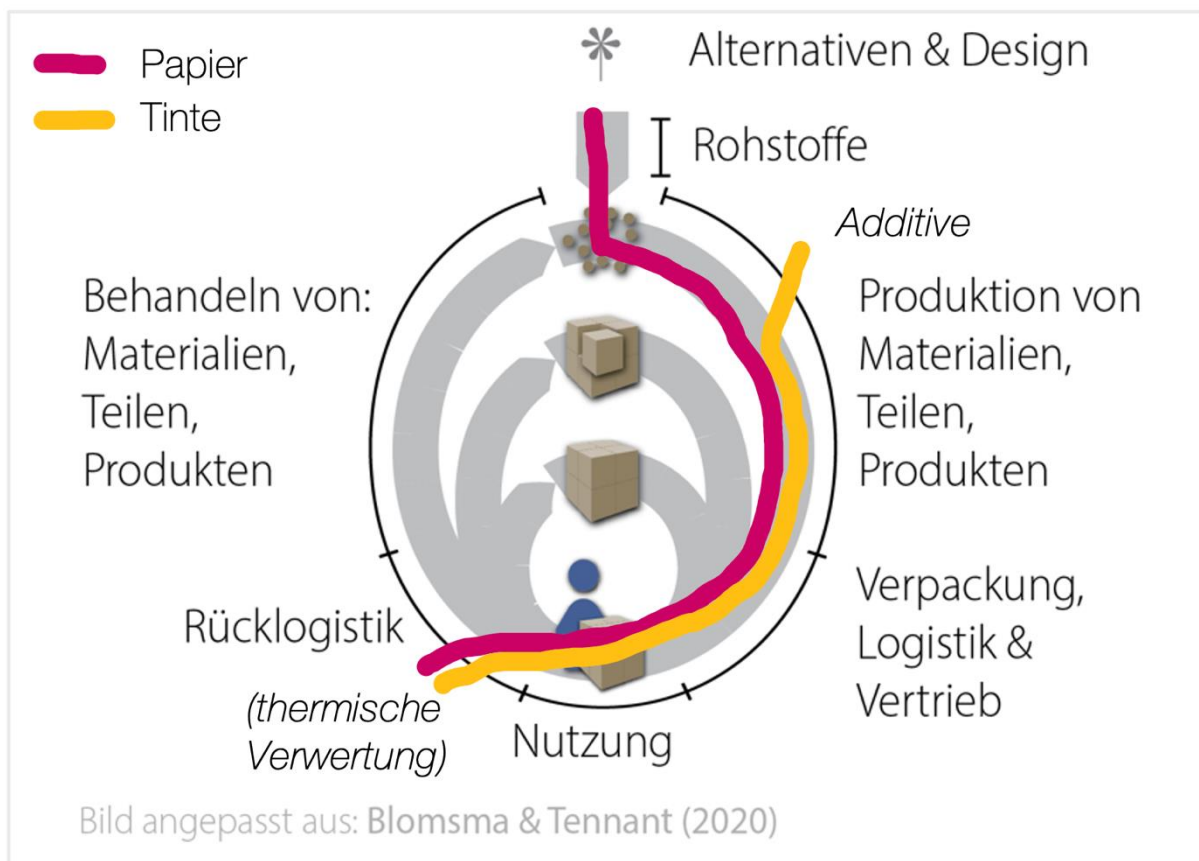 Papier
Tinte
Alternativen & Design
Rohstoffe
Additive
Behandeln von:
Materialien,
Teilen,
Produkten
Produktion von
Materialien,
Teilen,
Produkten
Rücklogistik
Verpackung,
Logistik &
Vertrieb
(thermische
Verwertung)
Nutzung
Bild angepasst aus: Blomsma & Tennant (2020)